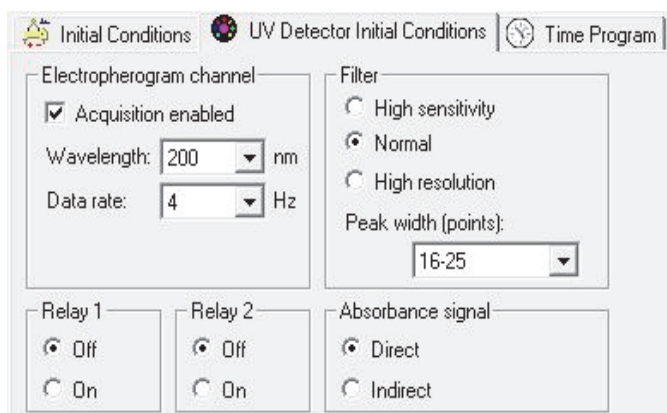 Initial Conditions UV Detector Initial Conditions Time Program
Electropherogram channel
Acquisition enabled
Wavelength: 200 nm
Data rate: 4 Hz
Filter
High sensitivity
Normal
High resolution
Peak width (points):
16-25
Relay 1
Off
On
Relay 2
Off
On
Absorbance signal
Direct
Indirect